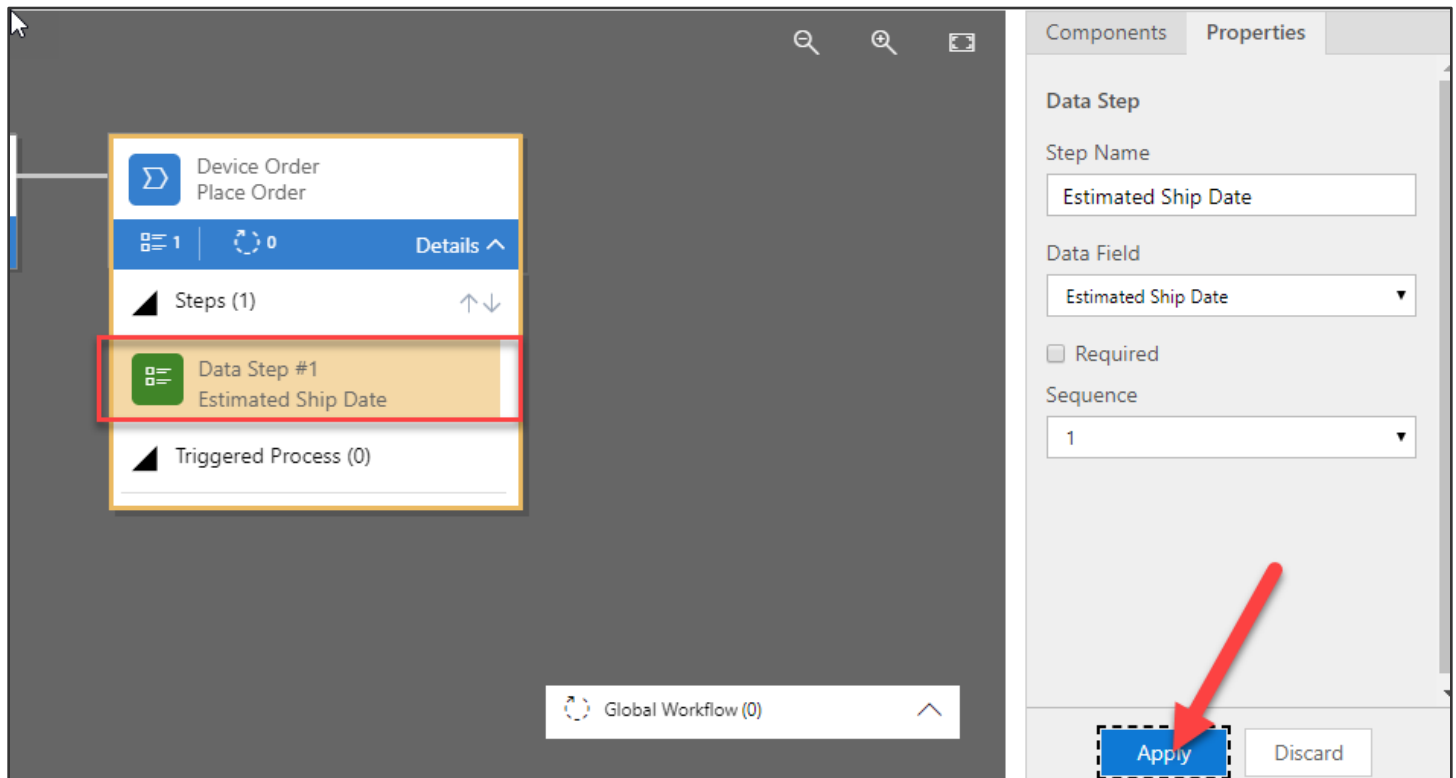 Device Order
Place Order
1
0
Details
Steps (1)
Data Step #1
Estimated Ship Date
Triggered Process (0)
Global Workflow (0)
Components
Properties
Data Step
Step Name
Estimated Ship Date
Data Field
Estimated Ship Date
Required
Sequence
1
Apply
Discard